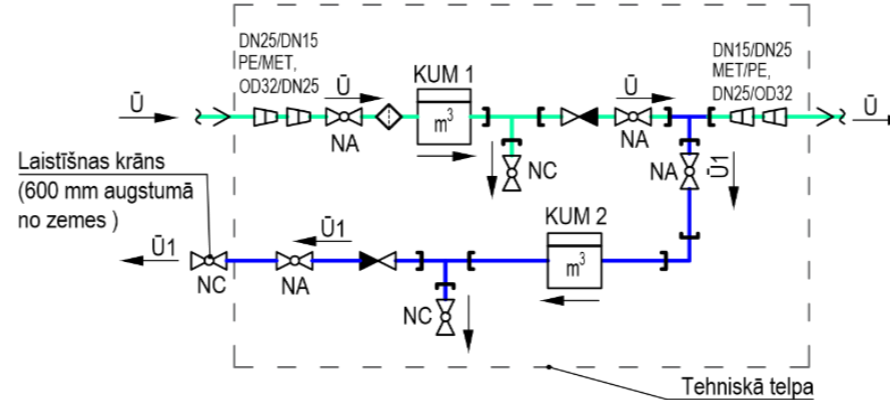 DN25/DN15
PE/MET,
OD32/DN25
DN15/DN25
MET/PE,
DN25/OD32
KUM 1
Ū
Ū
Ū
Ū
m³
NA
NA
NC
NA
Ū1
Laistīšnas krāns
(600 mm augstumā
no zemes )
KUM 2
Ū1
Ū1
m³
NC
NA
NC
Tehniskā telpa